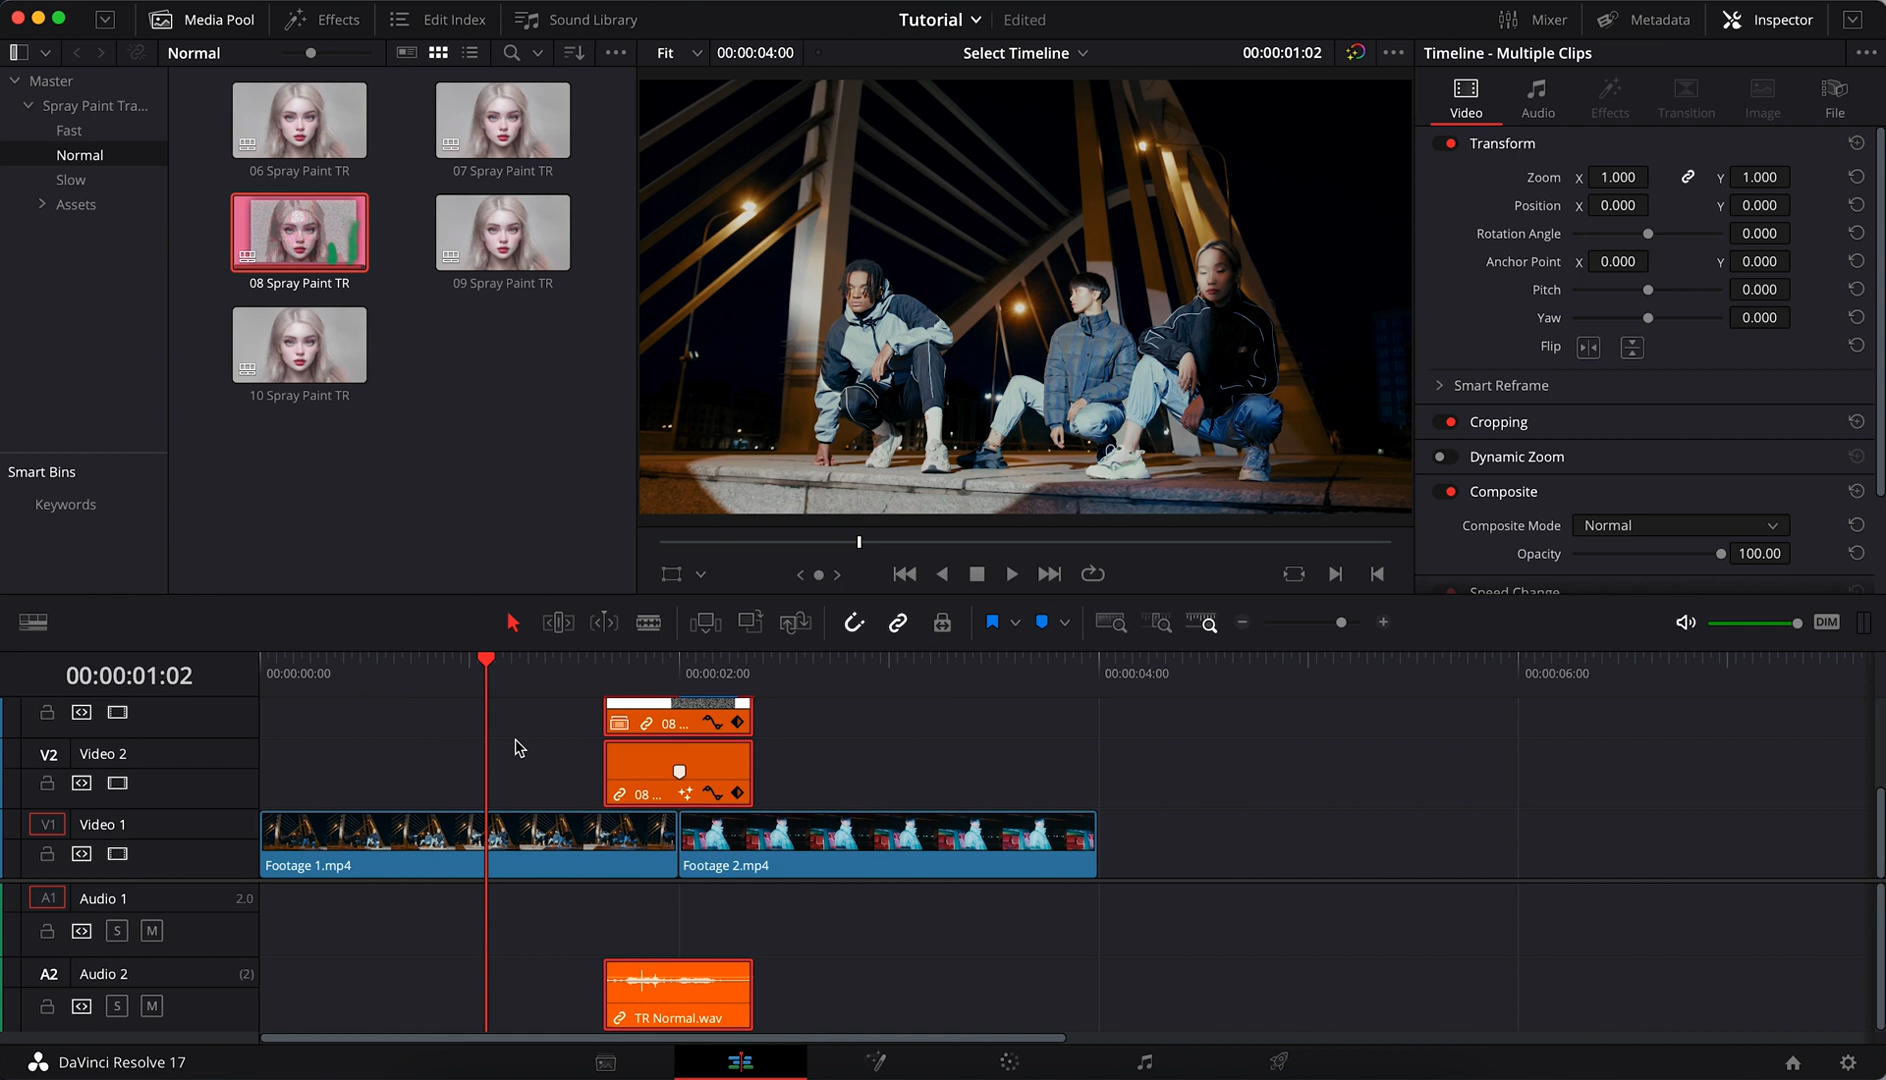 Media Pool
Effects
Edit Index
Sound Library
Tutorial
Edited
Mixer
Metadata
Inspector
Normal
Fit
00:00:04:00
Select Timeline
00:00:01:02
Timeline - Multiple Clips
Master
Spray Paint Tra...
Fast
Normal
Slow
Assets
Smart Bins
Keywords
06 Spray Paint TR
07 Spray Paint TR
08 Spray Paint TR
09 Spray Paint TR
10 Spray Paint TR
Video
Audio
Effects
Transition
Image
File
Transform
Zoom X 1.000 Y 1.000
Position X 0.000 Y 0.000
Rotation Angle 0.000
Anchor Point X 0.000 Y 0.000
Pitch 0.000
Yaw 0.000
Flip
Smart Reframe
Cropping
Dynamic Zoom
Composite
Composite Mode Normal
Opacity 100.00
Speed Change
DIM
00:00:01:02
00:00:00:00
00:00:02:00
00:00:04:00
00:00:06:00
08 ...
V2 Video 2
08 ...
V1 Video 1
Footage 1.mp4
Footage 2.mp4
A1 Audio 1 2.0
S M
A2 Audio 2 (2)
S M
TR Normal.wav
DaVinci Resolve 17